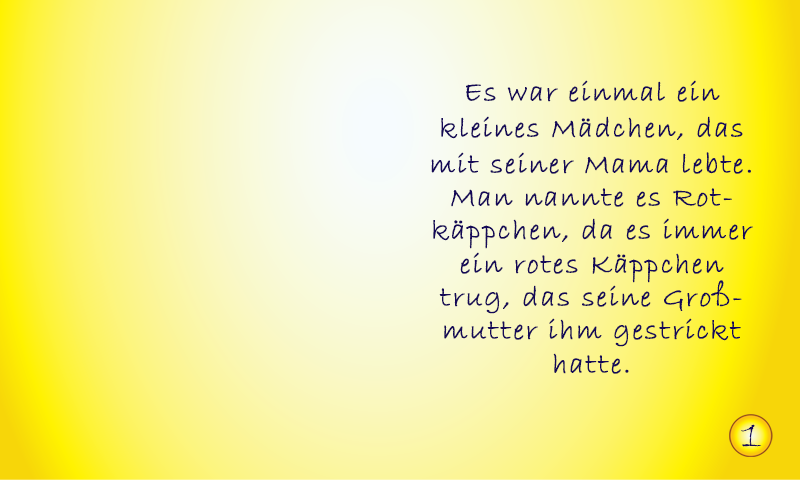 Es war einmal ein
kleines Mädchen, das
mit seiner Mama lebte.
Man nannte es Rot-
käppchen, da es immer
ein rotes Käppchen
trug, das seine Groß-
mutter ihm gestrickt
hatte.
1